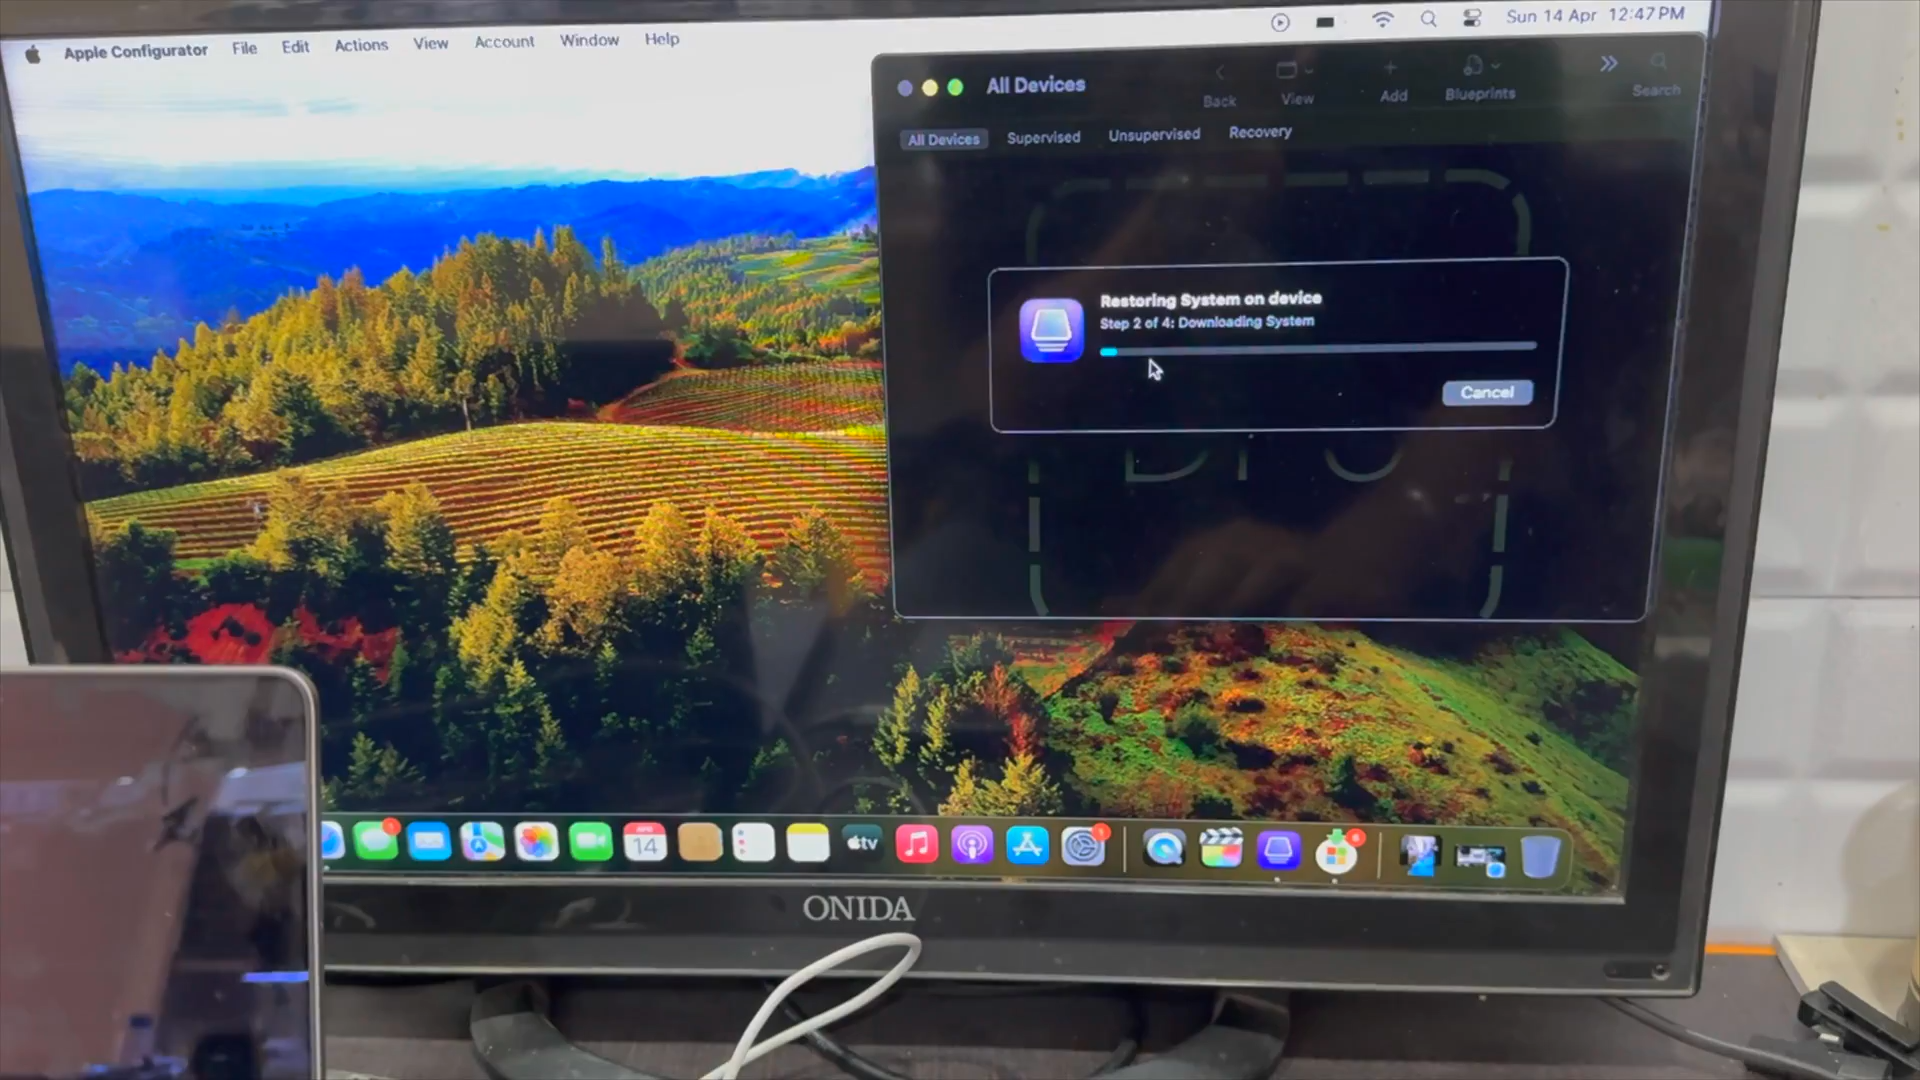 Apple Configurator File Edit Actions View Account Window Help
Sun 14 Apr 12:47 PM
All Devices
Back View Add Blueprints Search
All Devices Supervised Unsupervised Recovery
Restoring System on device
Step 2 of 4: Downloading System
Cancel
DFU
APR
14
tv
ONIDA